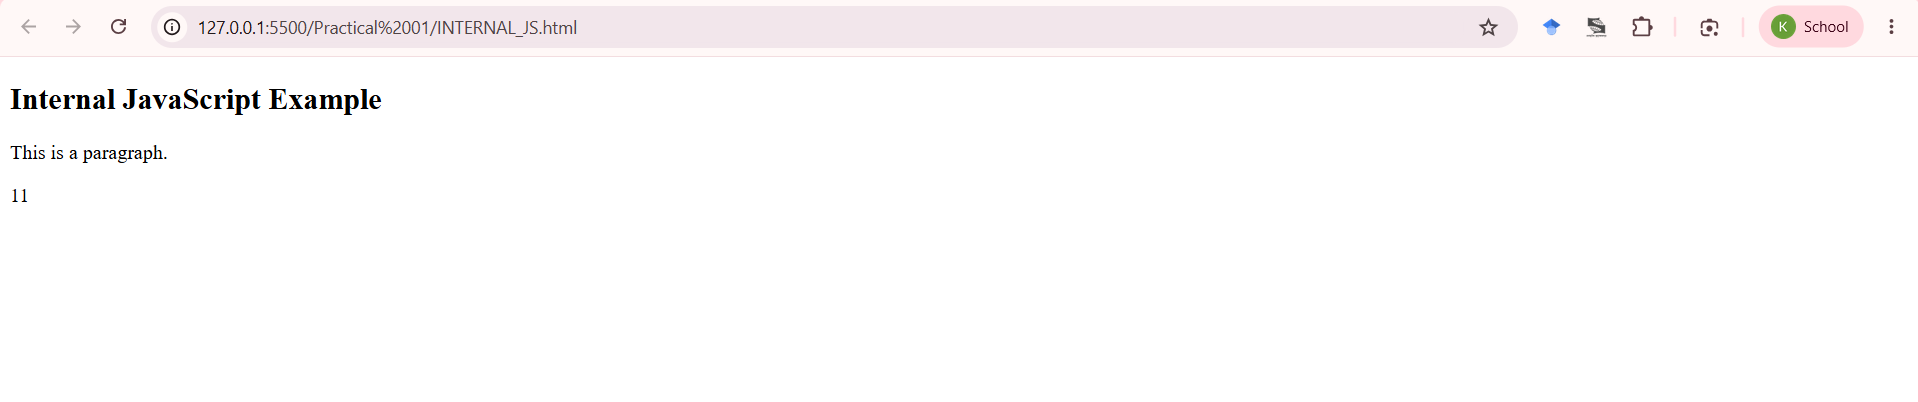 127.0.0.1:5500/Practical%2001/INTERNAL_JS.html
K School
Internal JavaScript Example
This is a paragraph.
11